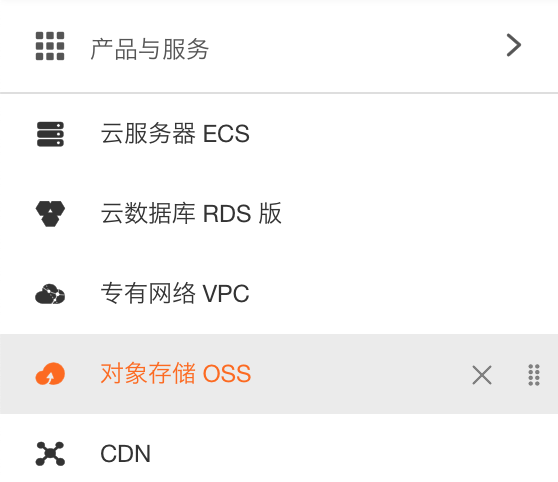 产品与服务
云服务器 ECS
云数据库 RDS 版
专有网络 VPC
对象存储 OSS
CDN